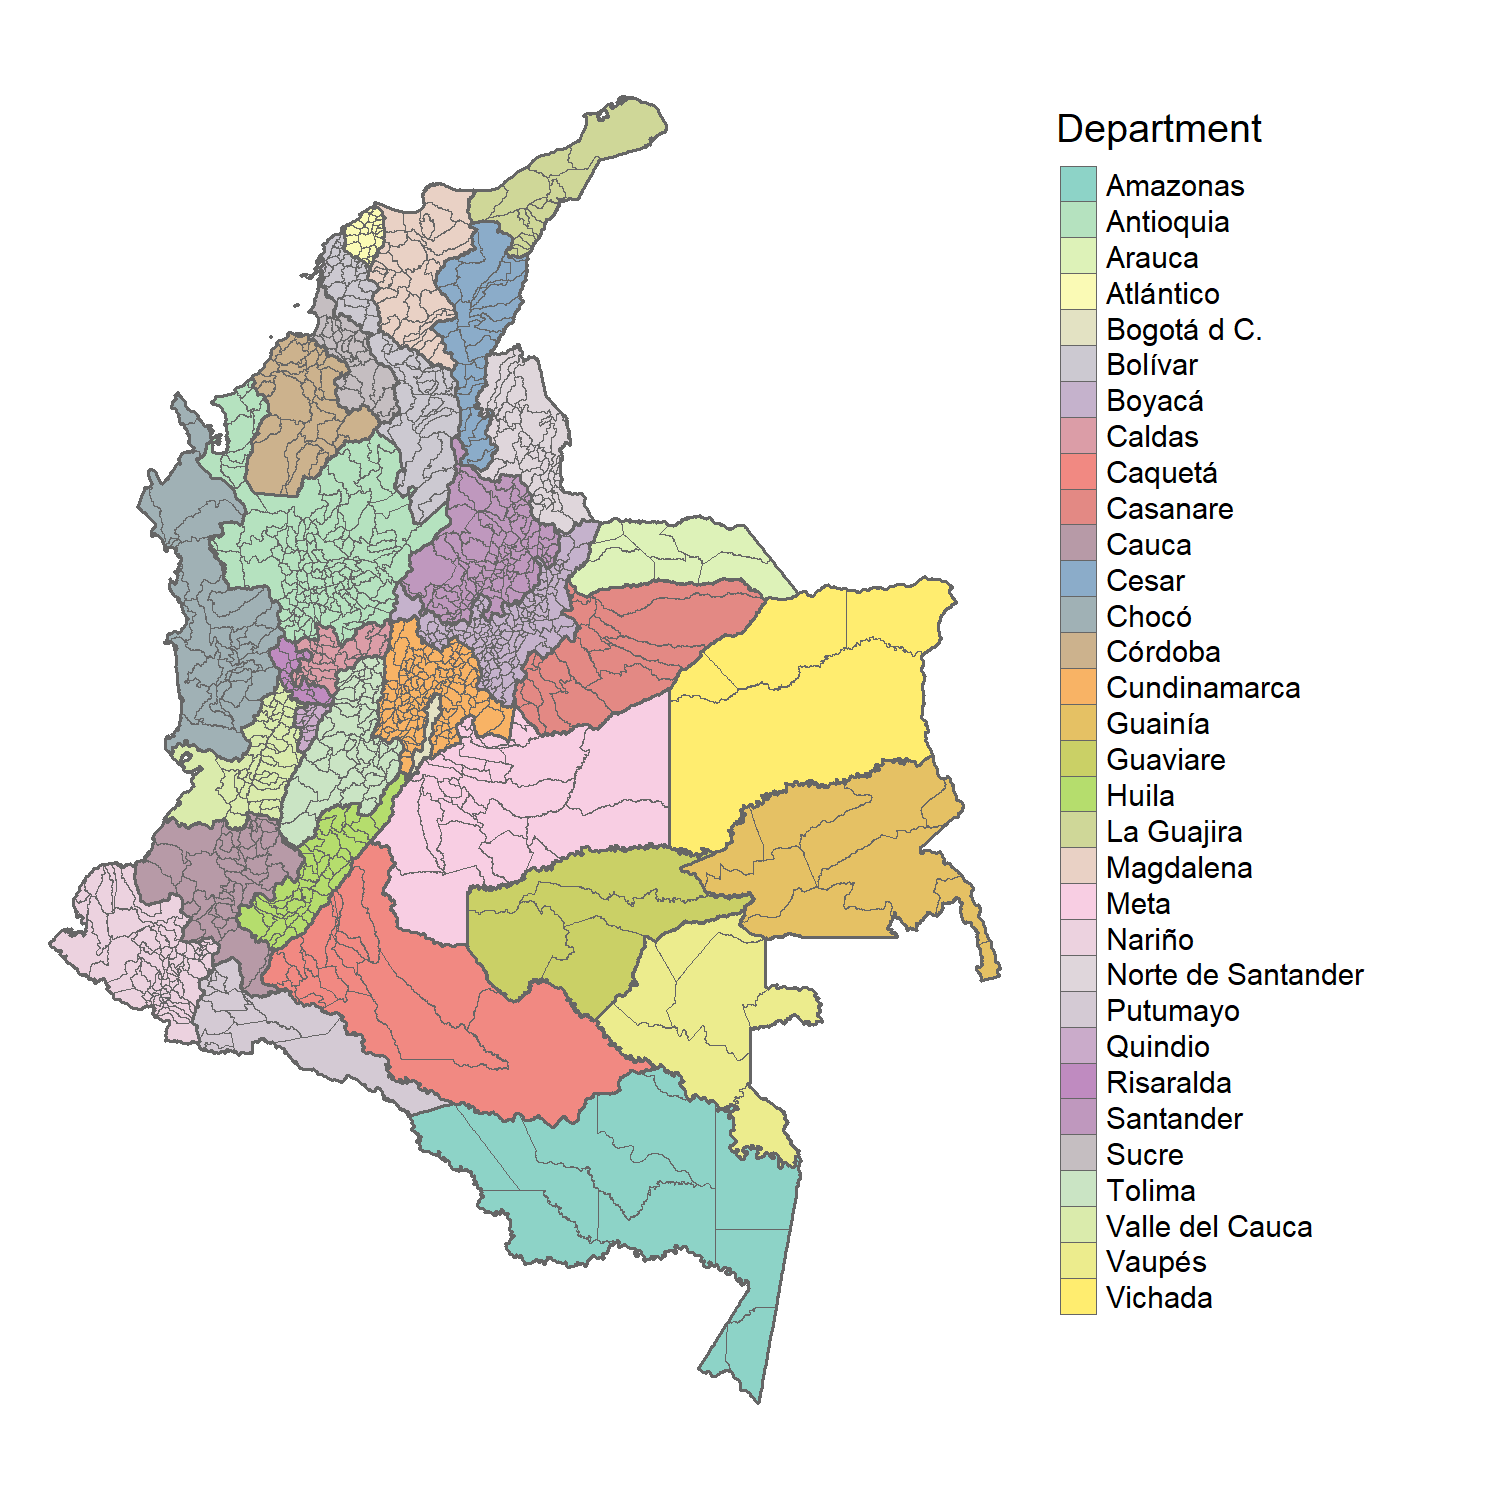 Department
Amazonas
Antioquia
Arauca
Atlántico
Bogotá d C.
Bolívar
Boyacá
Caldas
Caquetá
Casanare
Cauca
Cesar
Chocó
Córdoba
Cundinamarca
Guainía
Guaviare
Huila
La Guajira
Magdalena
Meta
Nariño
Norte de Santander
Putumayo
Quindio
Risaralda
Santander
Sucre
Tolima
Valle del Cauca
Vaupés
Vichada